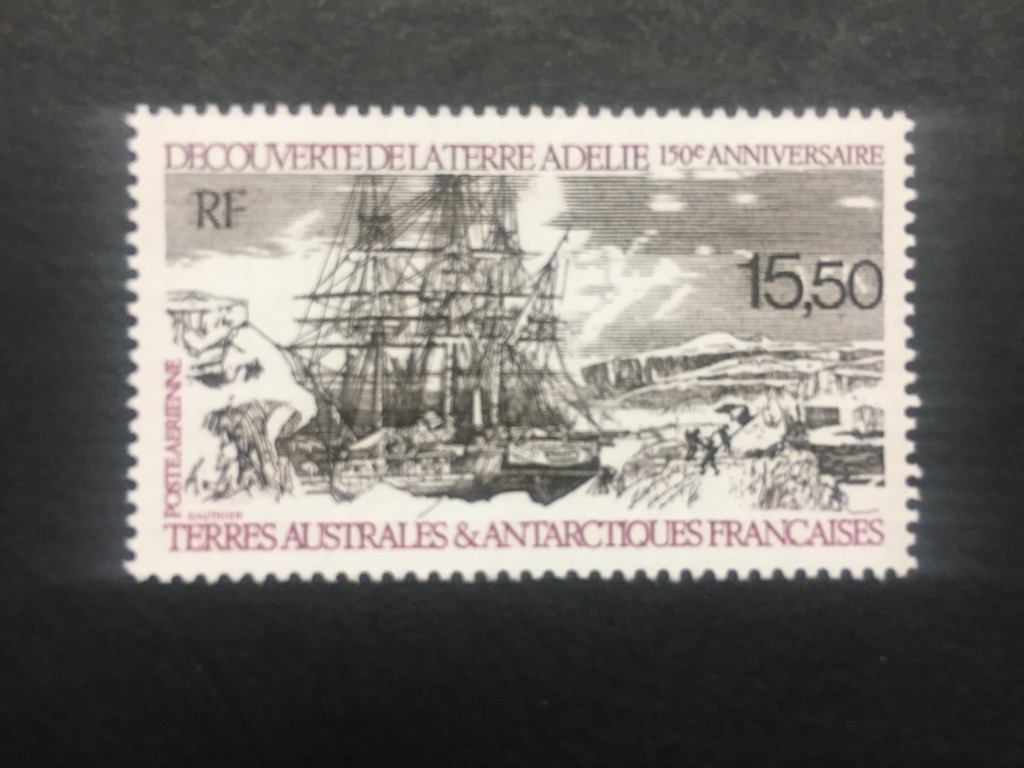 DECOUVERTE DE LA TERRE ADELIE 150e ANNIVERSAIRE
RF
15,50
POSTE AERIENNE
GAUTHIER
TERRES AUSTRALES & ANTARCTIQUES FRANCAISES